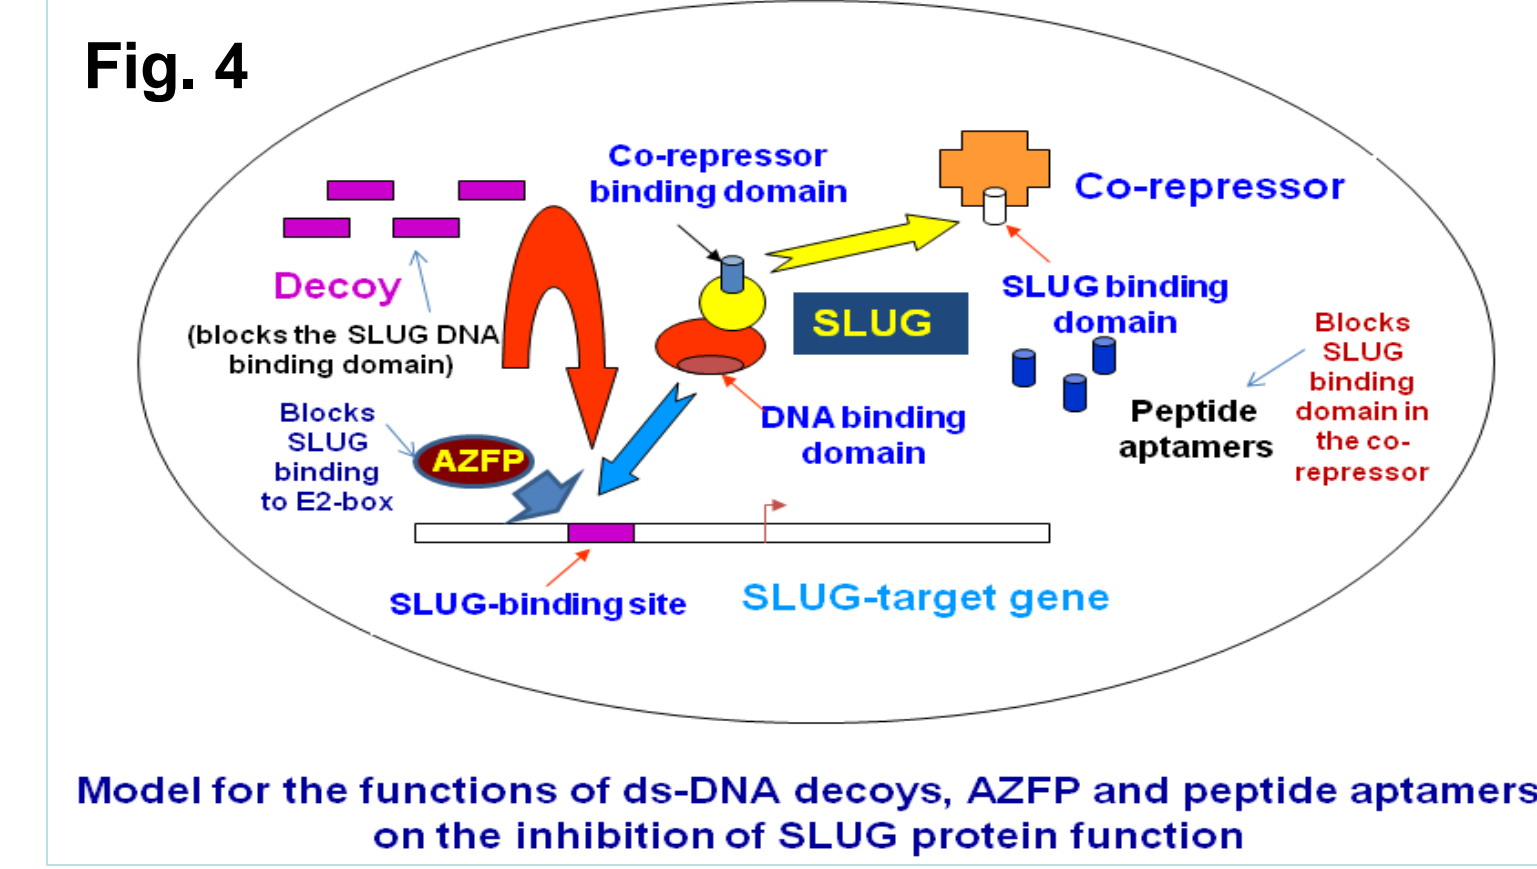 Fig. 4
Co-repressor
binding domain
Co-repressor
Decoy
(blocks the SLUG DNA
binding domain)
SLUG
SLUG binding
domain
Blocks
SLUG
binding
domain in
the co-
repressor
Peptide
aptamers
Blocks
SLUG
binding
to E2-box
AZFP
DNA binding
domain
SLUG-binding site
SLUG-target gene
Model for the functions of ds-DNA decoys, AZFP and peptide aptamers
on the inhibition of SLUG protein function